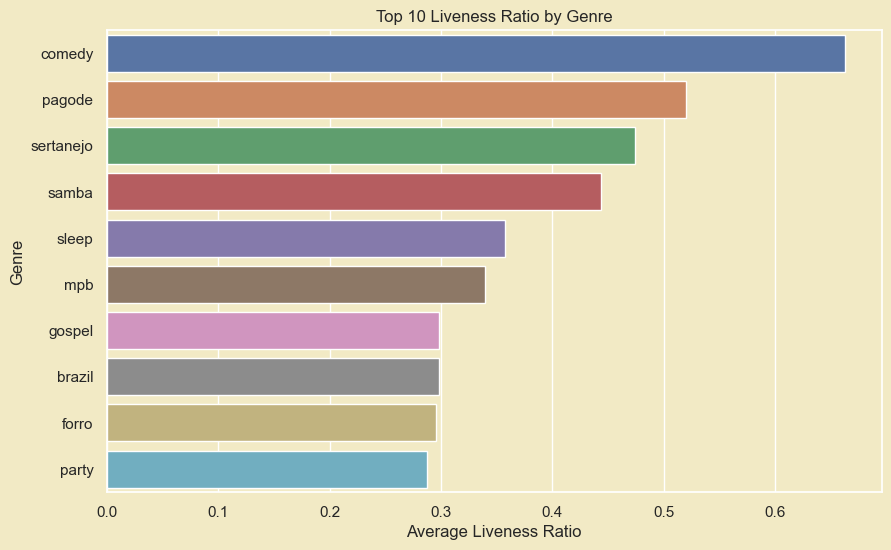 Top 10 Liveness Ratio by Genre
Genre
comedy
pagode
sertanejo
samba
sleep
mpb
gospel
brazil
forro
party
0.0 0.1 0.2 0.3 0.4 0.5 0.6
Average Liveness Ratio